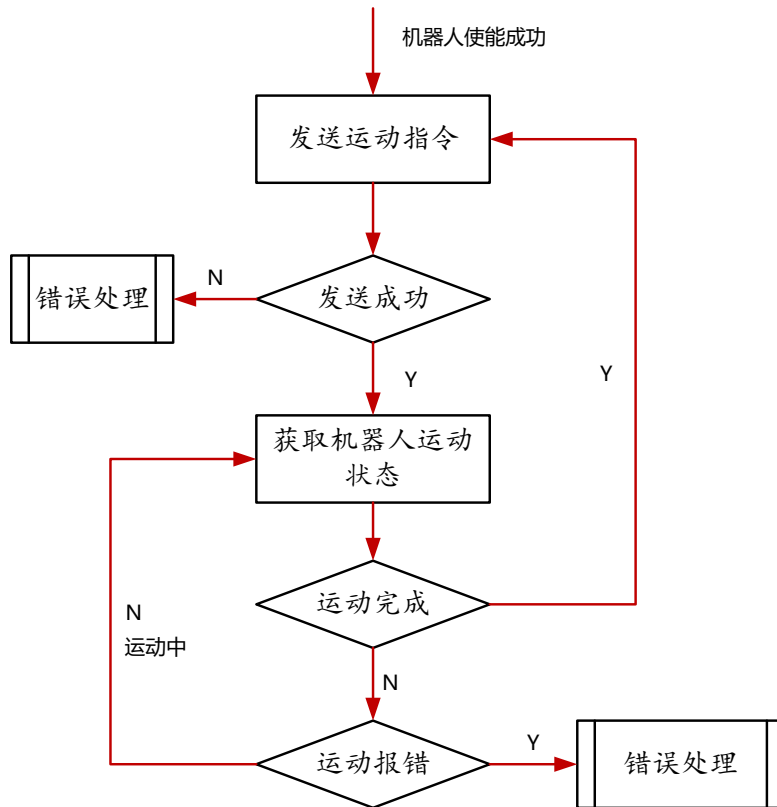 机器人使能成功
发送运动指令
N
错误处理
发送成功
Y
Y
获取机器人运动
状态
N
运动中
运动完成
N
运动报错
Y
错误处理